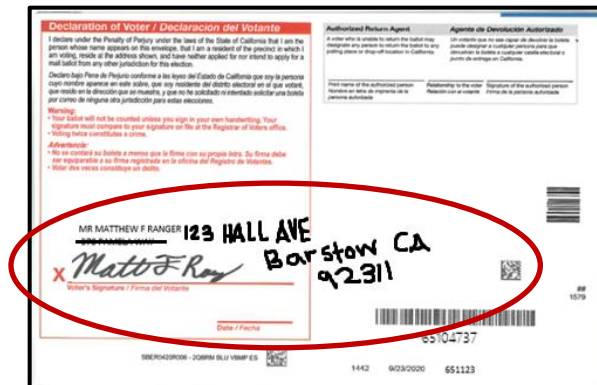 Declaration of Voter / Declaración del Votante
I declare under the Penalty of Perjury under the laws of the State of California that I am the
person whose name appears on this envelope, that I am a resident of the precinct in which I
am voting, reside at the address shown, and have neither applied for nor intend to apply for a
mail ballot from any other jurisdiction for this election.
Declaro bajo Pena de Perjurio conforme a las leyes del Estado de California que soy la persona
cuyo nombre aparece en este sobre, que soy residente del distrito electoral en el que votaré,
que resido en la dirección que se muestra, y que no he solicitado ni intentado solicitar una boleta
por correo de ninguna otra jurisdicción para estas elecciones.
Warning:
• Your ballot will not be counted unless you sign in your own handwriting. Your
signature must compare to your signature on file at the Registrar of Voters office.
• Voting twice constitutes a crime.
Advertencia:
• No se contará su boleta a menos que la firme con su propia letra. Su firma debe
ser equiparable a su firma registrada en la oficina del Registro de Votantes.
• Votar dos veces constituye un delito.
Authorized Return Agent
A voter who is unable to return the ballot may
designate any person to return the ballot to any
polling place or drop-off location in California.
Agente de Devolución Autorizado
Un votante que no sea capaz de devolver la boleta
puede designar a cualquier persona para que
devuelvan la boleta a cualquier casilla electoral o
punto de entrega en California.
Print name of the authorized person
Nombre en letra de imprenta de la
persona autorizada
Relationship to the voter
Relación con el votante
Signature of the authorized person
Firma de la persona autorizada
MR MATTHEW F RANGER 123 HALL AVE
Barstow CA
92311
X Matt F Ran
Voter's Signature / Firma del Votante
Date / Fecha
## 
1579
65104737
SBER0420R006 - 2Q8RM BLU VBMP ES
1442 9/23/2020 651123